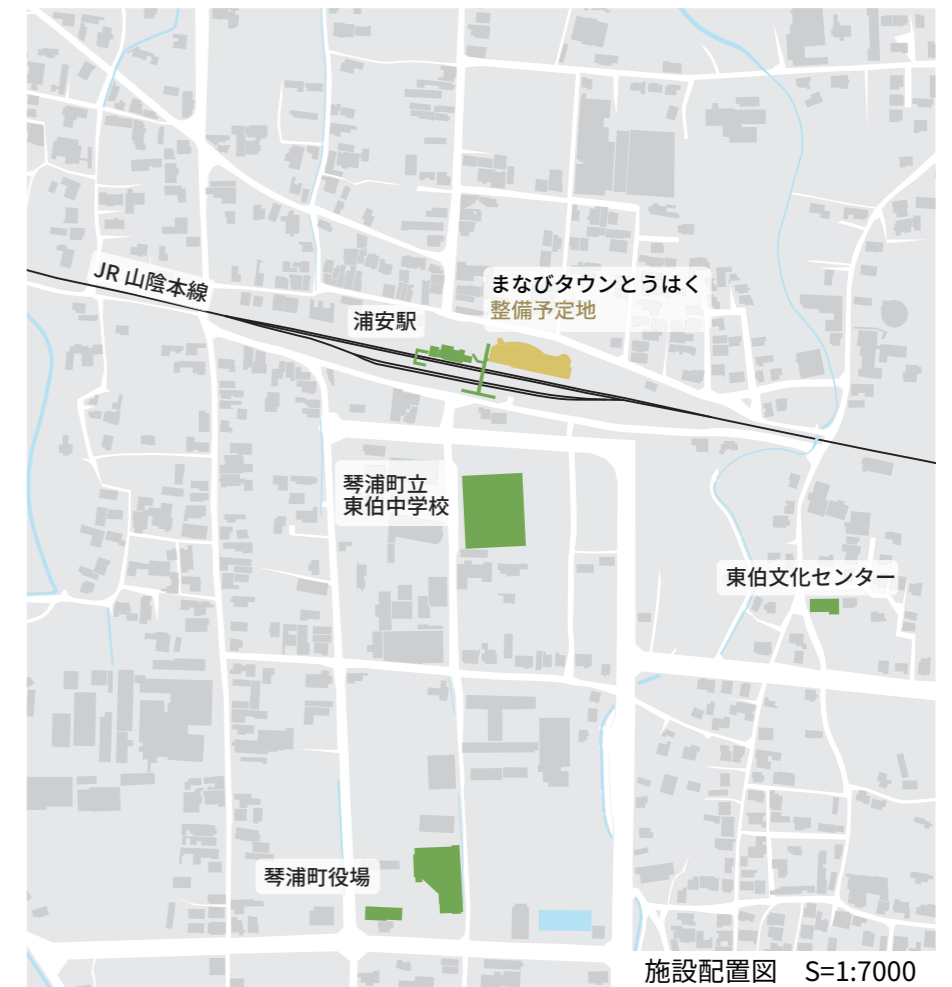 JR 山陰本線
まなびタウンとうはく
整備予定地
浦安駅
琴浦町立
東伯中学校
東伯文化センター
琴浦町役場
施設配置図 S=1:7000